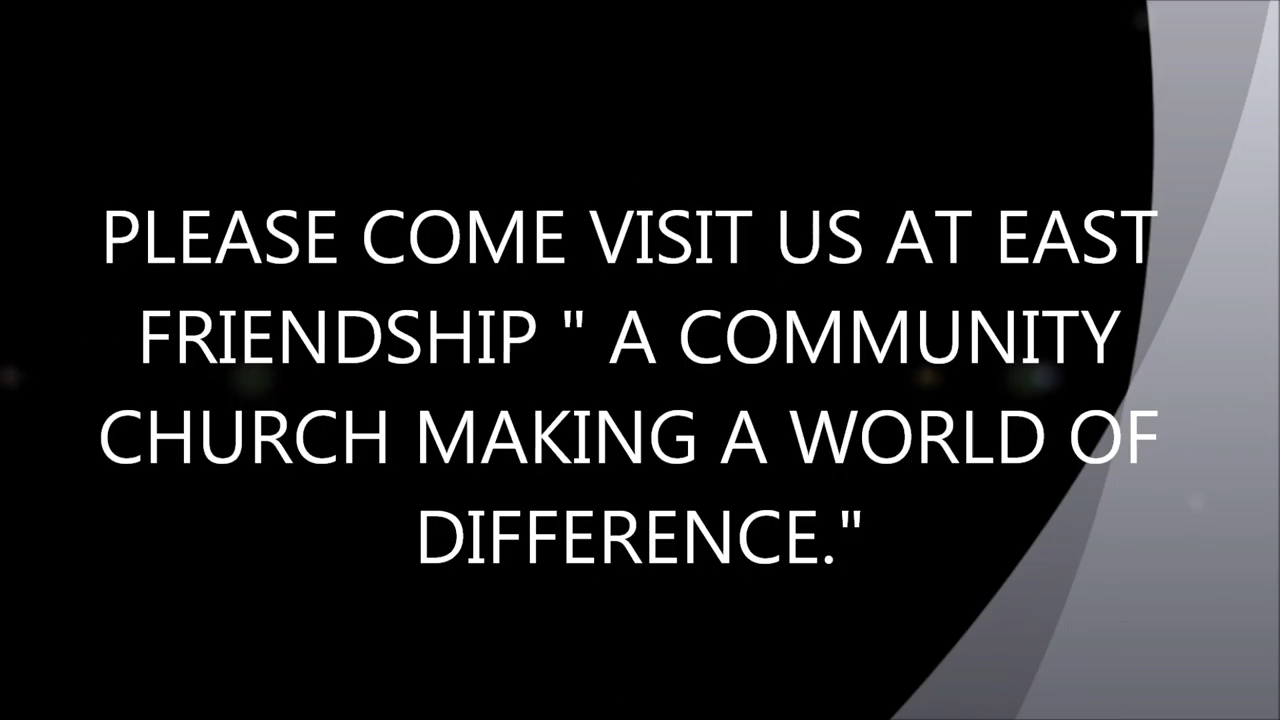 PLEASE COME VISIT US AT EAST
FRIENDSHIP " A COMMUNITY
CHURCH MAKING A WORLD OF
DIFFERENCE."